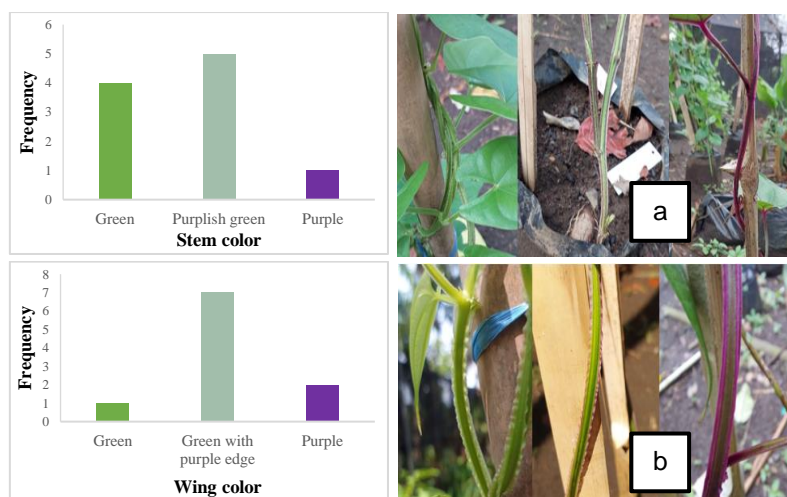 6
5
4
3
2
1
0
Frequency
Green
Purplish green
Purple
Stem color
a
8
7
6
5
4
3
2
1
0
Frequency
Green
Green with
purple edge
Purple
Wing color
b